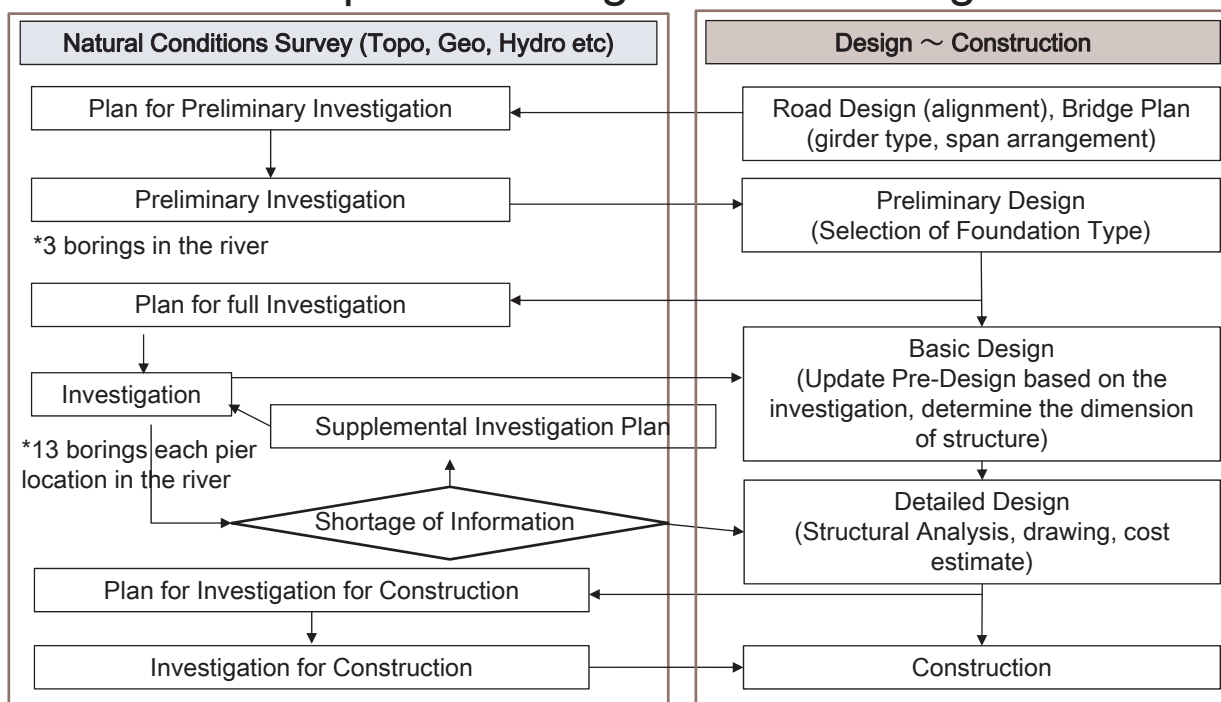 Natural Conditions Survey (Topo, Geo, Hydro etc)
Plan for Preliminary Investigation
Preliminary Investigation
*3 borings in the river
Plan for full Investigation
Investigation
Supplemental Investigation Plan
*13 borings each pier
location in the river
Shortage of Information
Plan for Investigation for Construction
Investigation for Construction
Design ～ Construction
Road Design (alignment), Bridge Plan
(girder type, span arrangement)
Preliminary Design
(Selection of Foundation Type)
Basic Design
(Update Pre-Design based on the
investigation, determine the dimension
of structure)
Detailed Design
(Structural Analysis, drawing, cost
estimate)
Construction